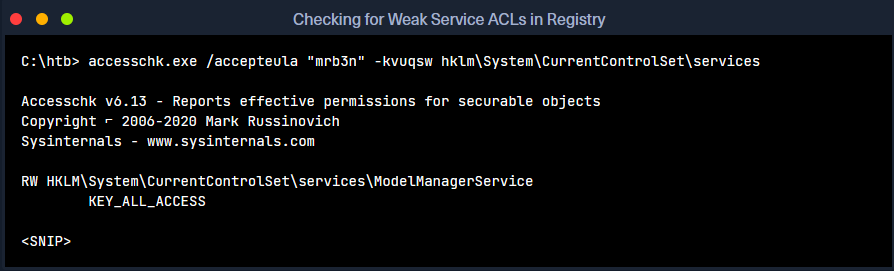 Checking for Weak Service ACLs in Registry
C:\htb> accesschk.exe /accepteula "mrb3n" -kvuqsw hklm\System\CurrentControlSet\services
Accesschk v6.13 - Reports effective permissions for securable objects
Copyright ⌐ 2006-2020 Mark Russinovich
Sysinternals - www.sysinternals.com
RW HKLM\System\CurrentControlSet\services\ModelManagerService
KEY_ALL_ACCESS
<SNIP>